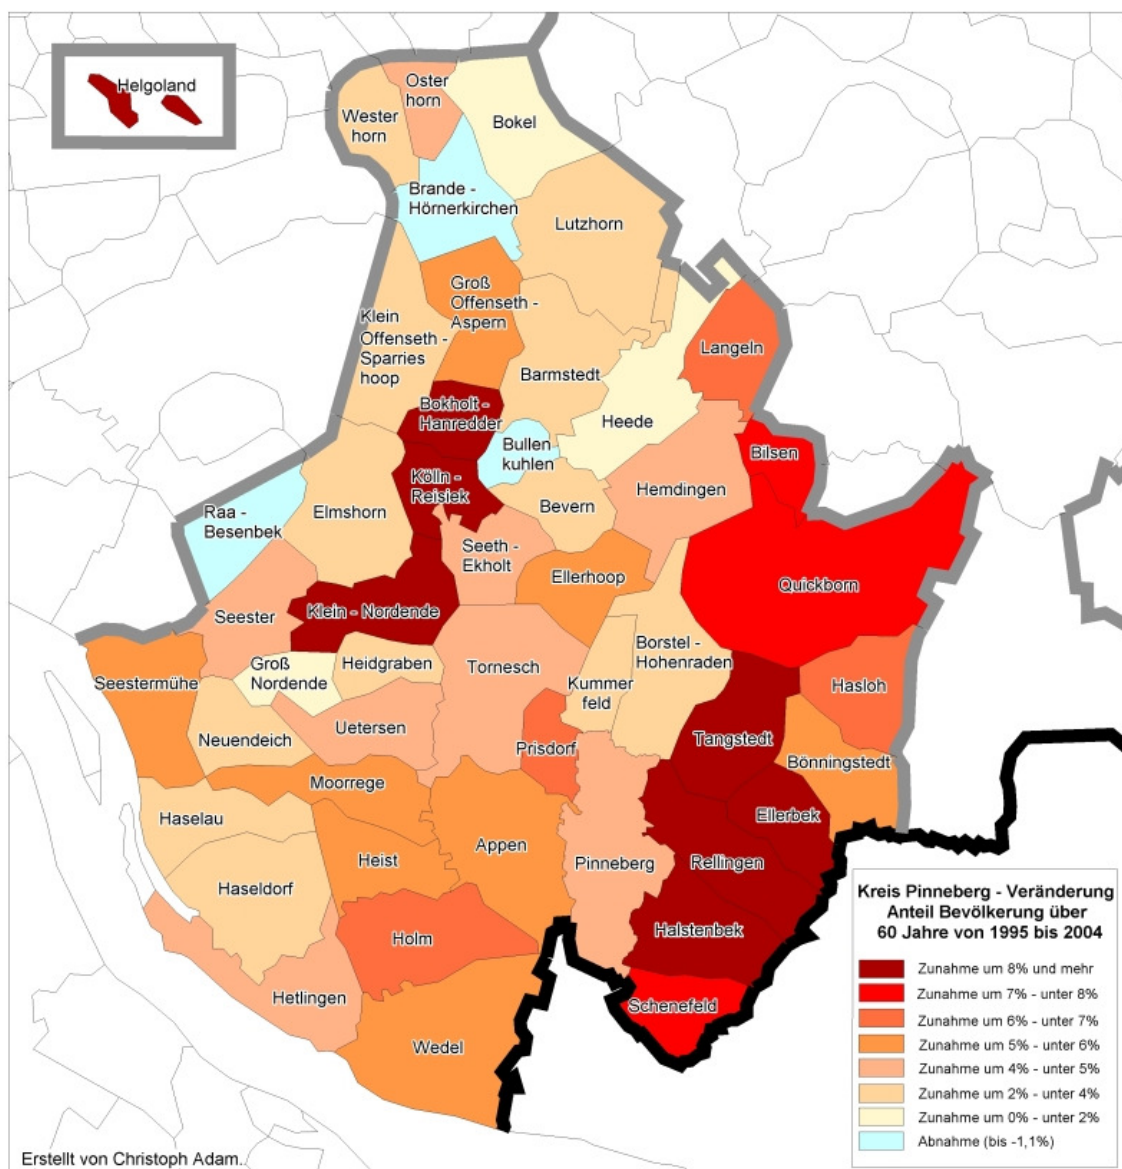 Helgoland
Oster
horn
Wester
horn
Bokel
Brande -
Hörnerkirchen
Lutzhorn
Groß
Offenseth -
Aspern
Klein
Offenseth -
Sparries
hoop
Langeln
Barmstedt
Bokholt -
Hanredder
Heede
Bullen
kuhlen
Bilsen
Kölln -
Reisiek
Hemdingen
Raa -
Besenbek
Elmshorn
Bevern
Seeth -
Ekholt
Ellerhoop
Quickborn
Seester
Klein - Nordende
Borstel -
Hohenraden
Seestermühe
Groß
Nordende
Heidgraben
Tornesch
Kummer
feld
Hasloh
Neuendeich
Uetersen
Prisdorf
Tangstedt
Bönningstedt
Moorrege
Haselau
Ellerbek
Heist
Appen
Pinneberg
Rellingen
Haseldorf
Holm
Halstenbek
Hetlingen
Schenefeld
Wedel
Kreis Pinneberg - Veränderung
Anteil Bevölkerung über
60 Jahre von 1995 bis 2004
Zunahme um 8% und mehr
Zunahme um 7% - unter 8%
Zunahme um 6% - unter 7%
Zunahme um 5% - unter 6%
Zunahme um 4% - unter 5%
Zunahme um 2% - unter 4%
Zunahme um 0% - unter 2%
Abnahme (bis -1,1%)
Erstellt von Christoph Adam.